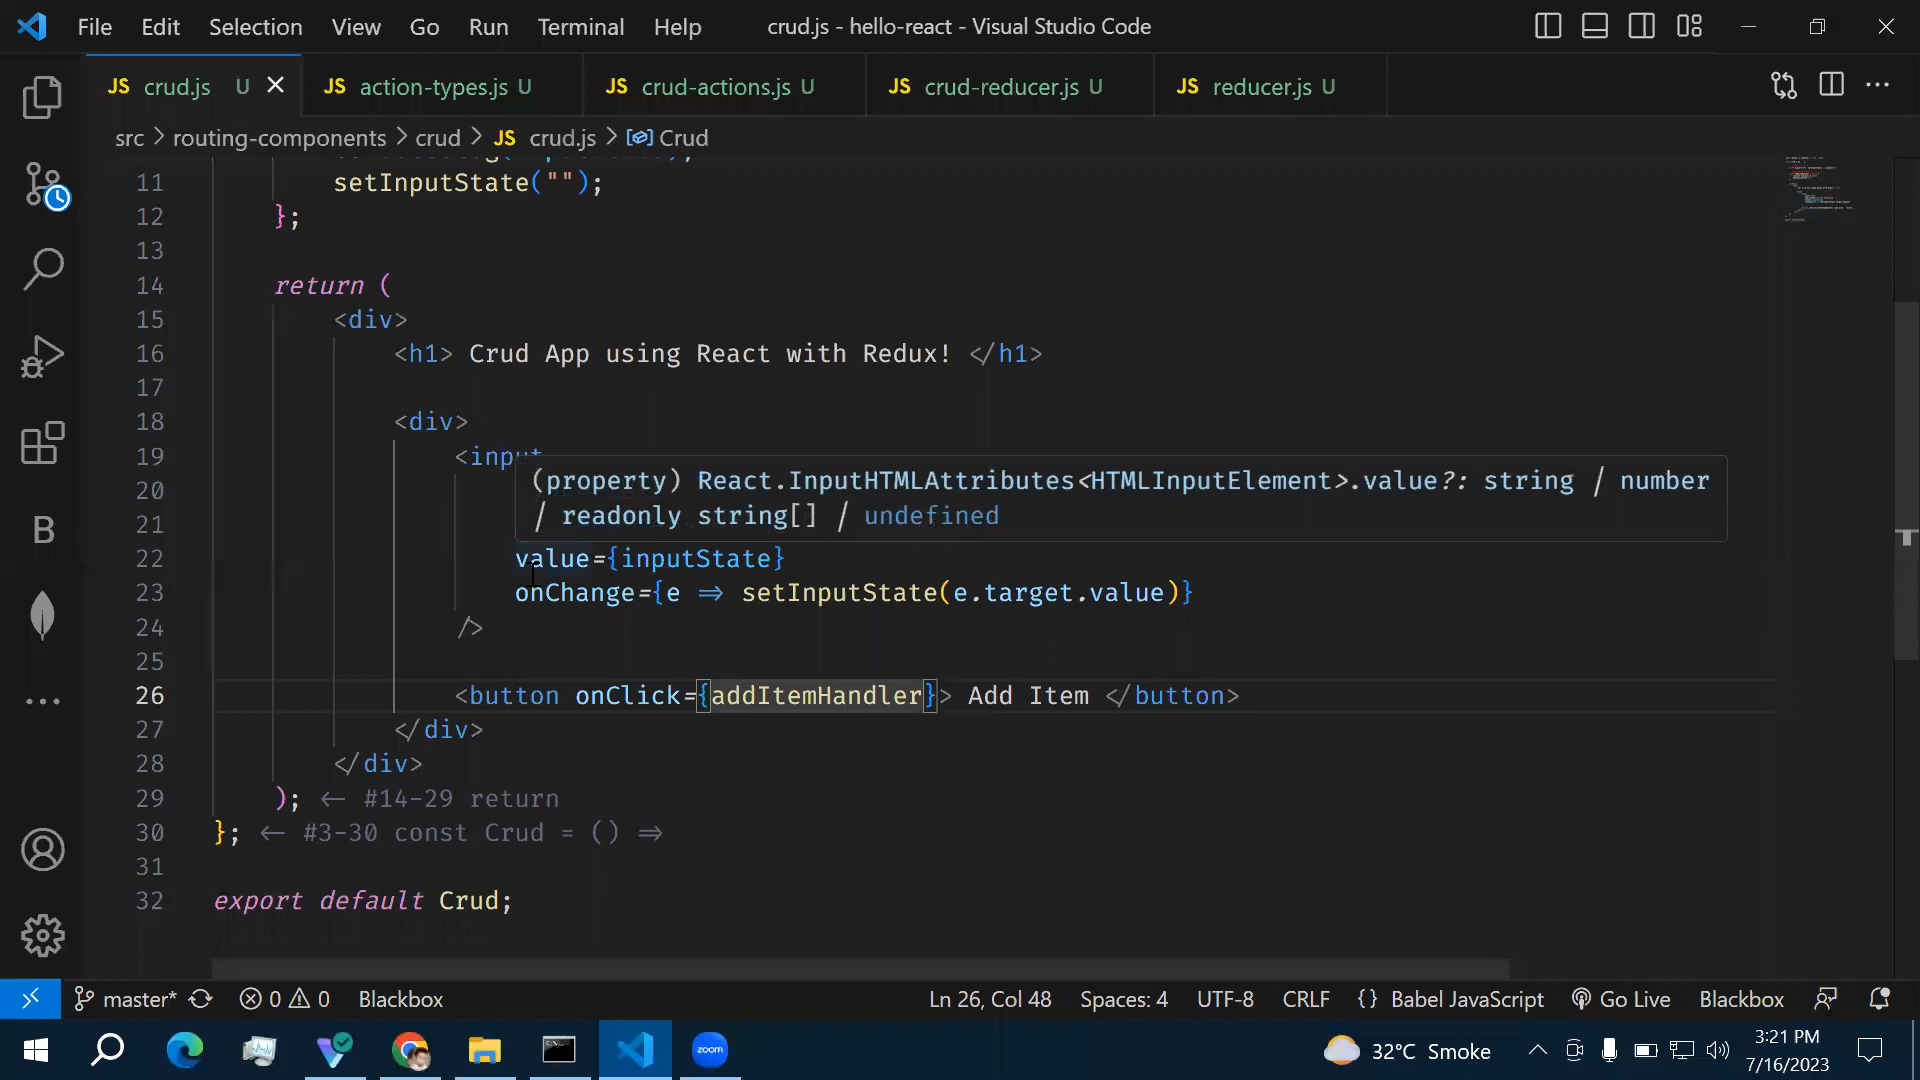 File Edit Selection View Go Run Terminal Help crud.js - hello-react - Visual Studio Code
JS crud.js U JS action-types.js U JS crud-actions.js U JS crud-reducer.js U JS reducer.js U
src > routing-components > crud > JS crud.js > Crud
11 setInputState("");
12 };
13
14 return (
15 <div>
16 <h1> Crud App using React with Redux! </h1>
17
18 <div>
19 <input
(property) React.InputHTMLAttributes<HTMLInputElement>.value?: string | number
20
| readonly string[] | undefined
21
22 value={inputState}
23 onChange={e => setInputState(e.target.value)}
24 />
25
26 <button onClick={addItemHandler}> Add Item </button>
27 </div>
28 </div>
29 ); <- #14-29 return
30 }; <- #3-30 const Crud = () =>
31
32 export default Crud;
B
master* 0 0 Blackbox Ln 26, Col 48 Spaces: 4 UTF-8 CRLF {} Babel JavaScript Go Live Blackbox
zoom 32°C Smoke 3:21 PM
7/16/2023